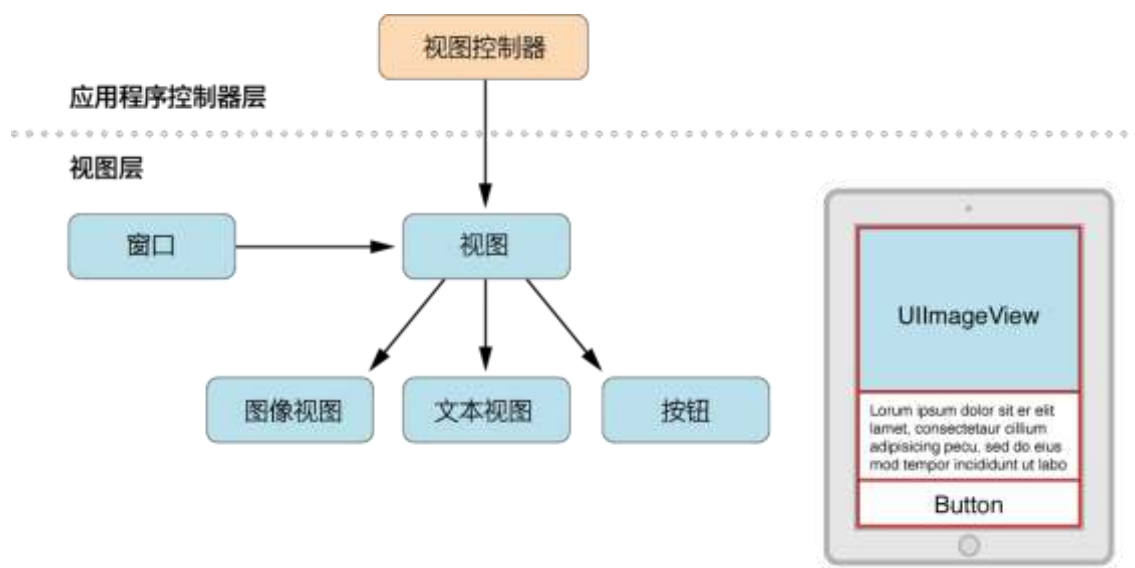 视图控制器
应用程序控制器层
视图层
窗口
视图
图像视图
文本视图
按钮
UIImageView
Lorum ipsum dolor sit er elit
lamet, consectetaur cillium
adipisicing pecu, sed do eius
mod tempor incididunt ut labo
Button